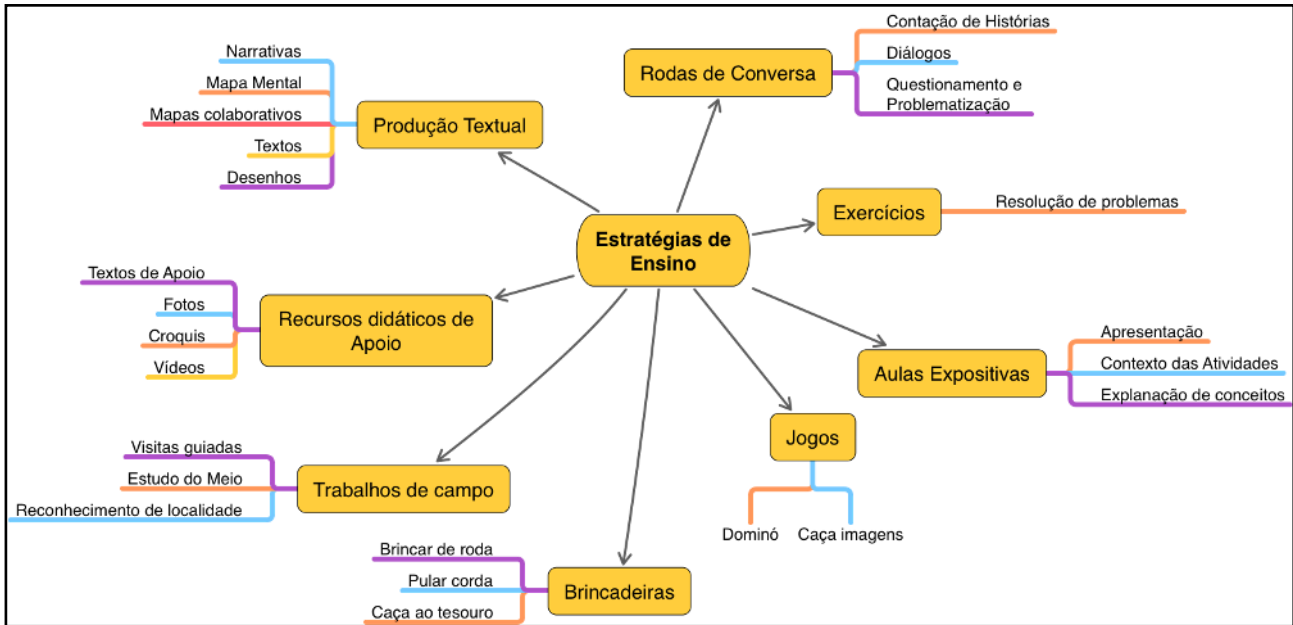 Estratégias de
Ensino
Rodas de Conversa
Contação de Histórias
Diálogos
Questionamento e
Problematização
Exercícios
Resolução de problemas
Aulas Expositivas
Apresentação
Contexto das Atividades
Explanação de conceitos
Jogos
Dominó
Caça imagens
Brincadeiras
Brincar de roda
Pular corda
Caça ao tesouro
Trabalhos de campo
Visitas guiadas
Estudo do Meio
Reconhecimento de localidade
Recursos didáticos de
Apoio
Textos de Apoio
Fotos
Croquis
Vídeos
Produção Textual
Narrativas
Mapa Mental
Mapas colaborativos
Textos
Desenhos